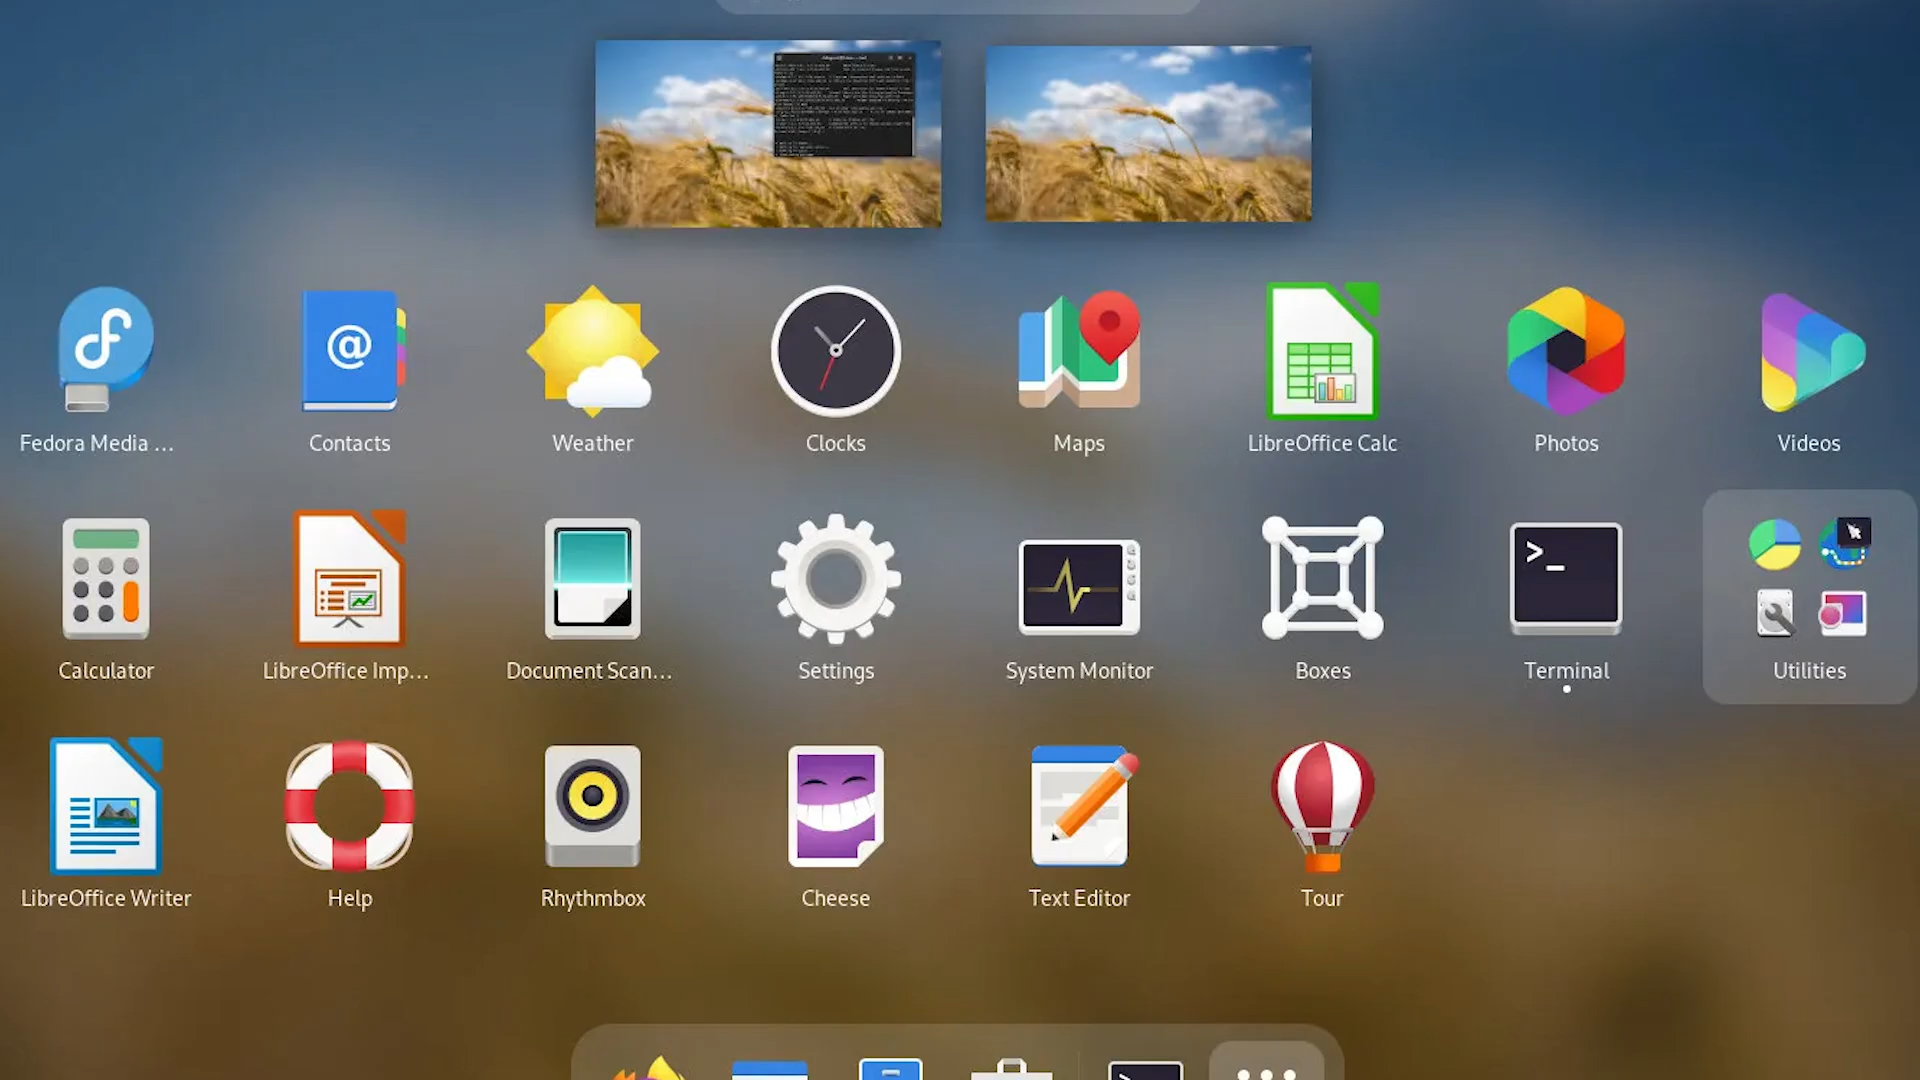 Fedora Media ...
Contacts
Weather
Clocks
Maps
LibreOffice Calc
Photos
Videos
Calculator
LibreOffice Imp...
Document Scan...
Settings
System Monitor
Boxes
Terminal
Utilities
LibreOffice Writer
Help
Rhythmbox
Cheese
Text Editor
Tour